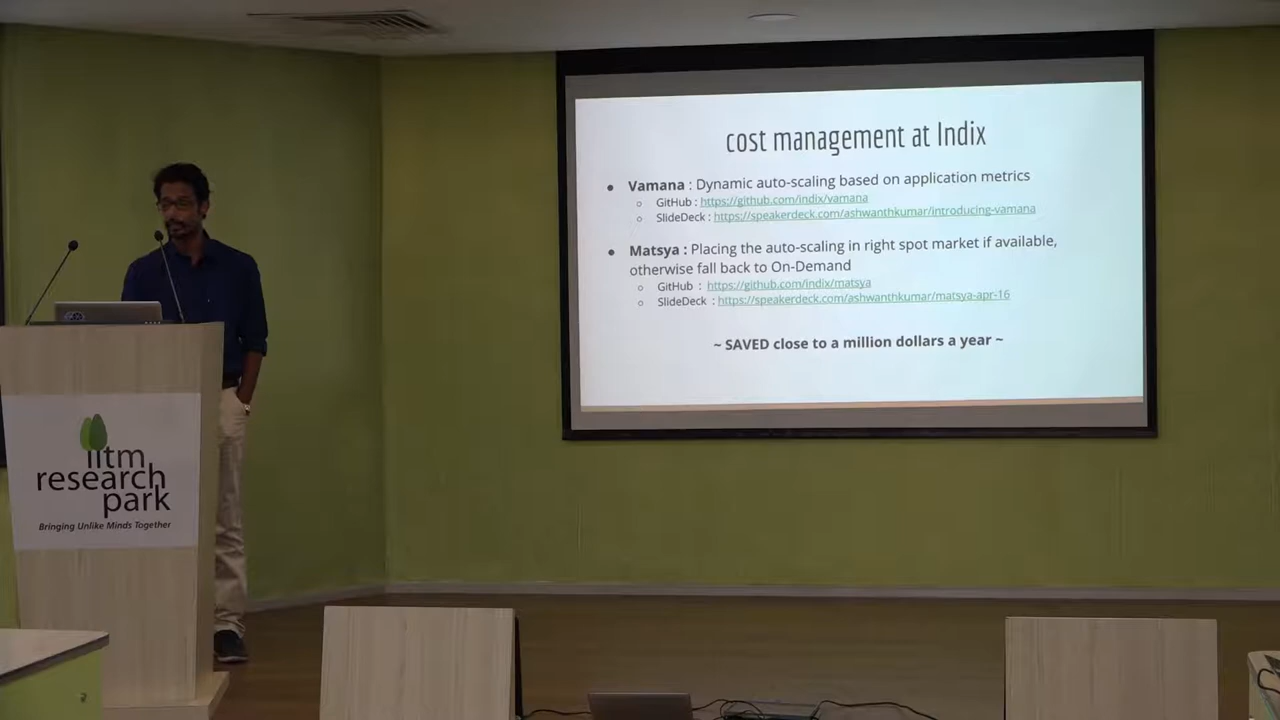 cost management at Indix
● Vamana : Dynamic auto-scaling based on application metrics
○ GitHub : https://github.com/indix/vamana
○ SlideDeck : https://speakerdeck.com/ashwanthkumar/introducing-vamana
● Matsya : Placing the auto-scaling in right spot market if available,
otherwise fall back to On-Demand
○ GitHub : https://github.com/indix/matsya
○ SlideDeck : https://speakerdeck.com/ashwanthkumar/matsya-apr-16
~ SAVED close to a million dollars a year ~
iitm
research
park
Bringing Unlike Minds Together